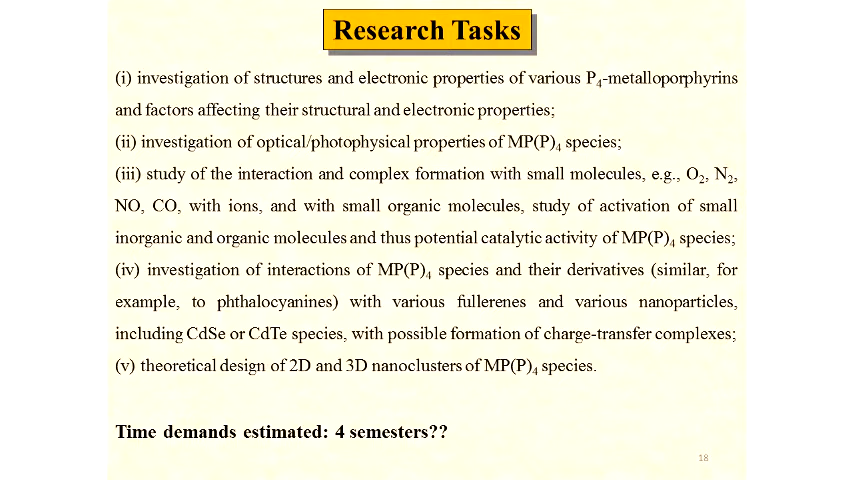 Research Tasks
(i) investigation of structures and electronic properties of various P₄-metalloporphyrins
and factors affecting their structural and electronic properties;
(ii) investigation of optical/photophysical properties of MP(P)₄ species;
(iii) study of the interaction and complex formation with small molecules, e.g., O₂, N₂,
NO, CO, with ions, and with small organic molecules, study of activation of small
inorganic and organic molecules and thus potential catalytic activity of MP(P)₄ species;
(iv) investigation of interactions of MP(P)₄ species and their derivatives (similar, for
example, to phthalocyanines) with various fullerenes and various nanoparticles,
including CdSe or CdTe species, with possible formation of charge-transfer complexes;
(v) theoretical design of 2D and 3D nanoclusters of MP(P)₄ species.
Time demands estimated: 4 semesters??
18